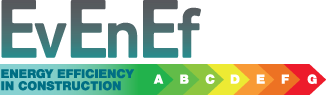 EvEnEf
ENERGY EFFICIENCY
IN CONSTRUCTION
A B C D E F G